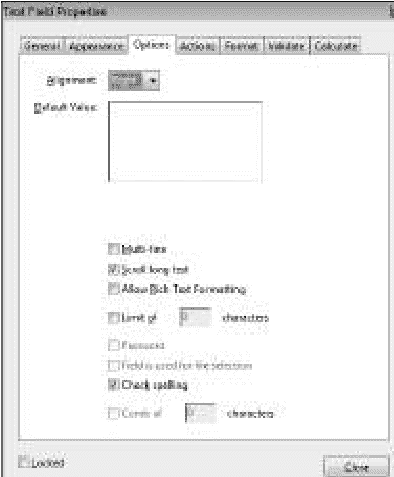 Text Field Properties
General Appearance Options Actions Format Validate Calculate
Alignment:
Default Value:
Multi-line
Scroll long text
Allow Rich Text Formatting
Limit of 0 characters
Password
Field is used for file selection
Check spelling
Comb of 0 characters
Locked
Close